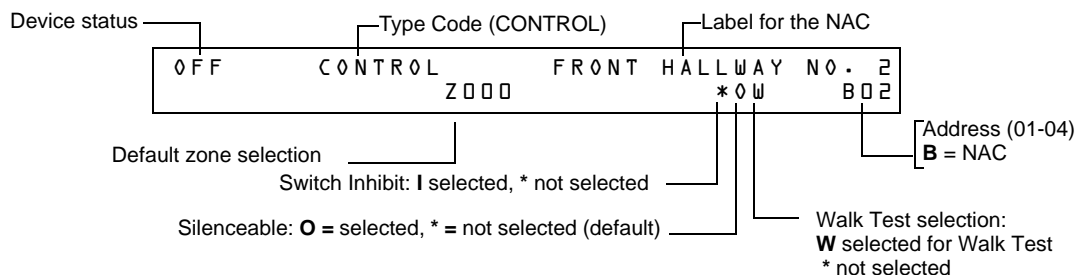 Device status
Type Code (CONTROL)
Label for the NAC
OFF CONTROL FRONT HALLWAY NO. 2
Z000 *OW B02
Address (01-04)
B = NAC
Default zone selection
Switch Inhibit: I selected, * not selected
Silenceable: O = selected, * = not selected (default)
Walk Test selection:
W selected for Walk Test
* not selected